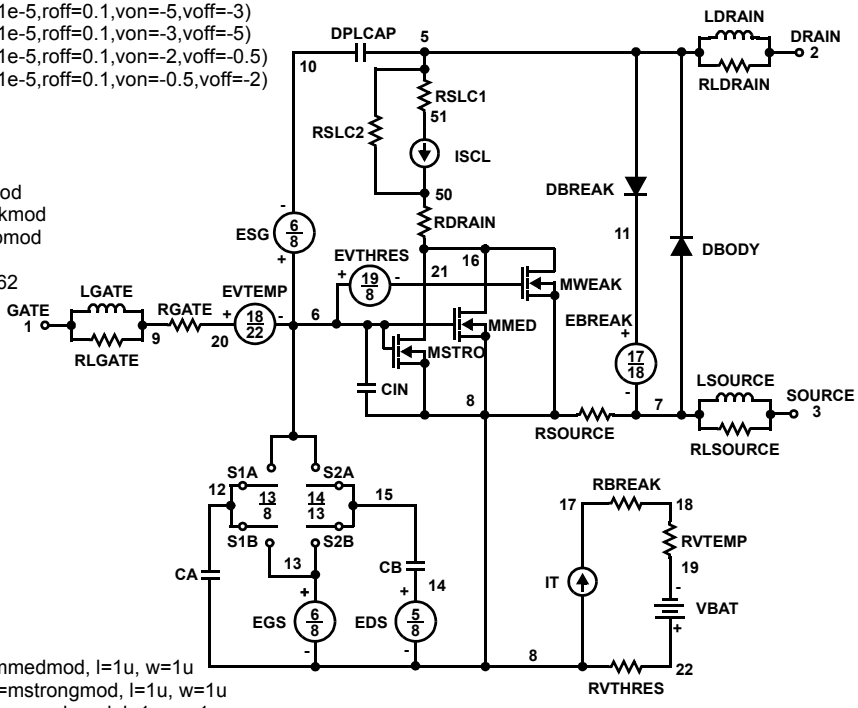 1e-5,roff=0.1,von=-5,voff=-3)
1e-5,roff=0.1,von=-3,voff=-5)
1e-5,roff=0.1,von=-2,voff=-0.5)
1e-5,roff=0.1,von=-0.5,voff=-2)
od
kmod
omod
62
LDRAIN
DPLCAP
5
DRAIN
2
10
RLDRAIN
RSLC1
51
RSLC2
ISCL
50
DBREAK
-
ESG
6
8
+
RDRAIN
11
DBODY
EVTHRES
16
21
+
19
8
-
MWEAK
LGATE
EVTEMP
GATE
1
RGATE
+
18
22
-
6
MMED
EBREAK
+
9
20
MSTRO
17
18
-
RLGATE
CIN
LSOURCE
8
7
SOURCE
3
RSOURCE
RLSOURCE
S1A
S2A
12
13
8
14
13
15
RBREAK
17
18
S1B
S2B
RVTEMP
13
CB
19
CA
14
IT
-
+
+
VBAT
EGS
6
8
EDS
5
8
+
-
-
8
22
RVTHRES
mmedmod, l=1u, w=1u
=mstrongmod, l=1u, w=1u